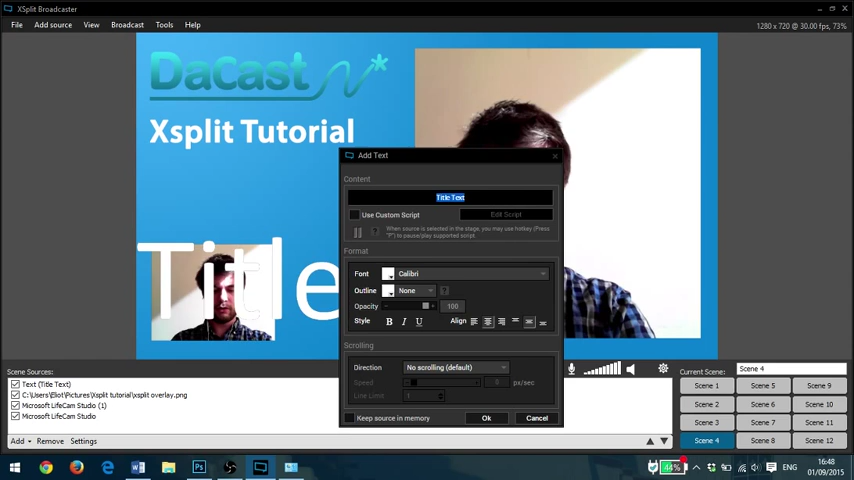 XSplit Broadcaster
File Add source View Broadcast Tools Help
1280 x 720 @ 30.00 fps, 73%
DaCast
Xsplit Tutorial
Title
Add Text
Content
Title Text
Use Custom Script
Edit Script
? When source is selected in the stage, you may use hotkey (Press
"P") to pause/play supported script
Format
Font Calibri
Outline None ?
Opacity 100
Style B I U Align
Scrolling
Direction No scrolling (default)
Speed 0 px/sec
Line Limit 1
Keep source in memory Ok Cancel
Scene Sources:
Text (Title Text)
C:\Users\Eliot\Pictures\Xsplit tutorial\xsplit overlay.png
Microsoft LifeCam Studio (1)
Microsoft LifeCam Studio
Add Remove Settings
Current Scene: Scene 4
Scene 1 Scene 5 Scene 9
Scene 2 Scene 6 Scene 10
Scene 3 Scene 7 Scene 11
Scene 4 Scene 8 Scene 12
44%
ENG
16:48
01/09/2015